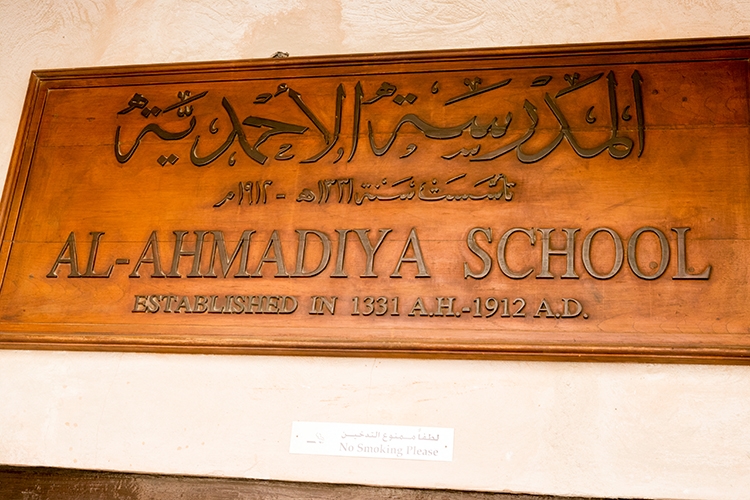 المدرسة الأحمدية
تأسست سنة ١٣٣١هـ - ١٩١٢م
AL-AHMADIYA SCHOOL
ESTABLISHED IN 1331 A.H.-1912 A.D.
لطفاً ممنوع التدخين
No Smoking Please